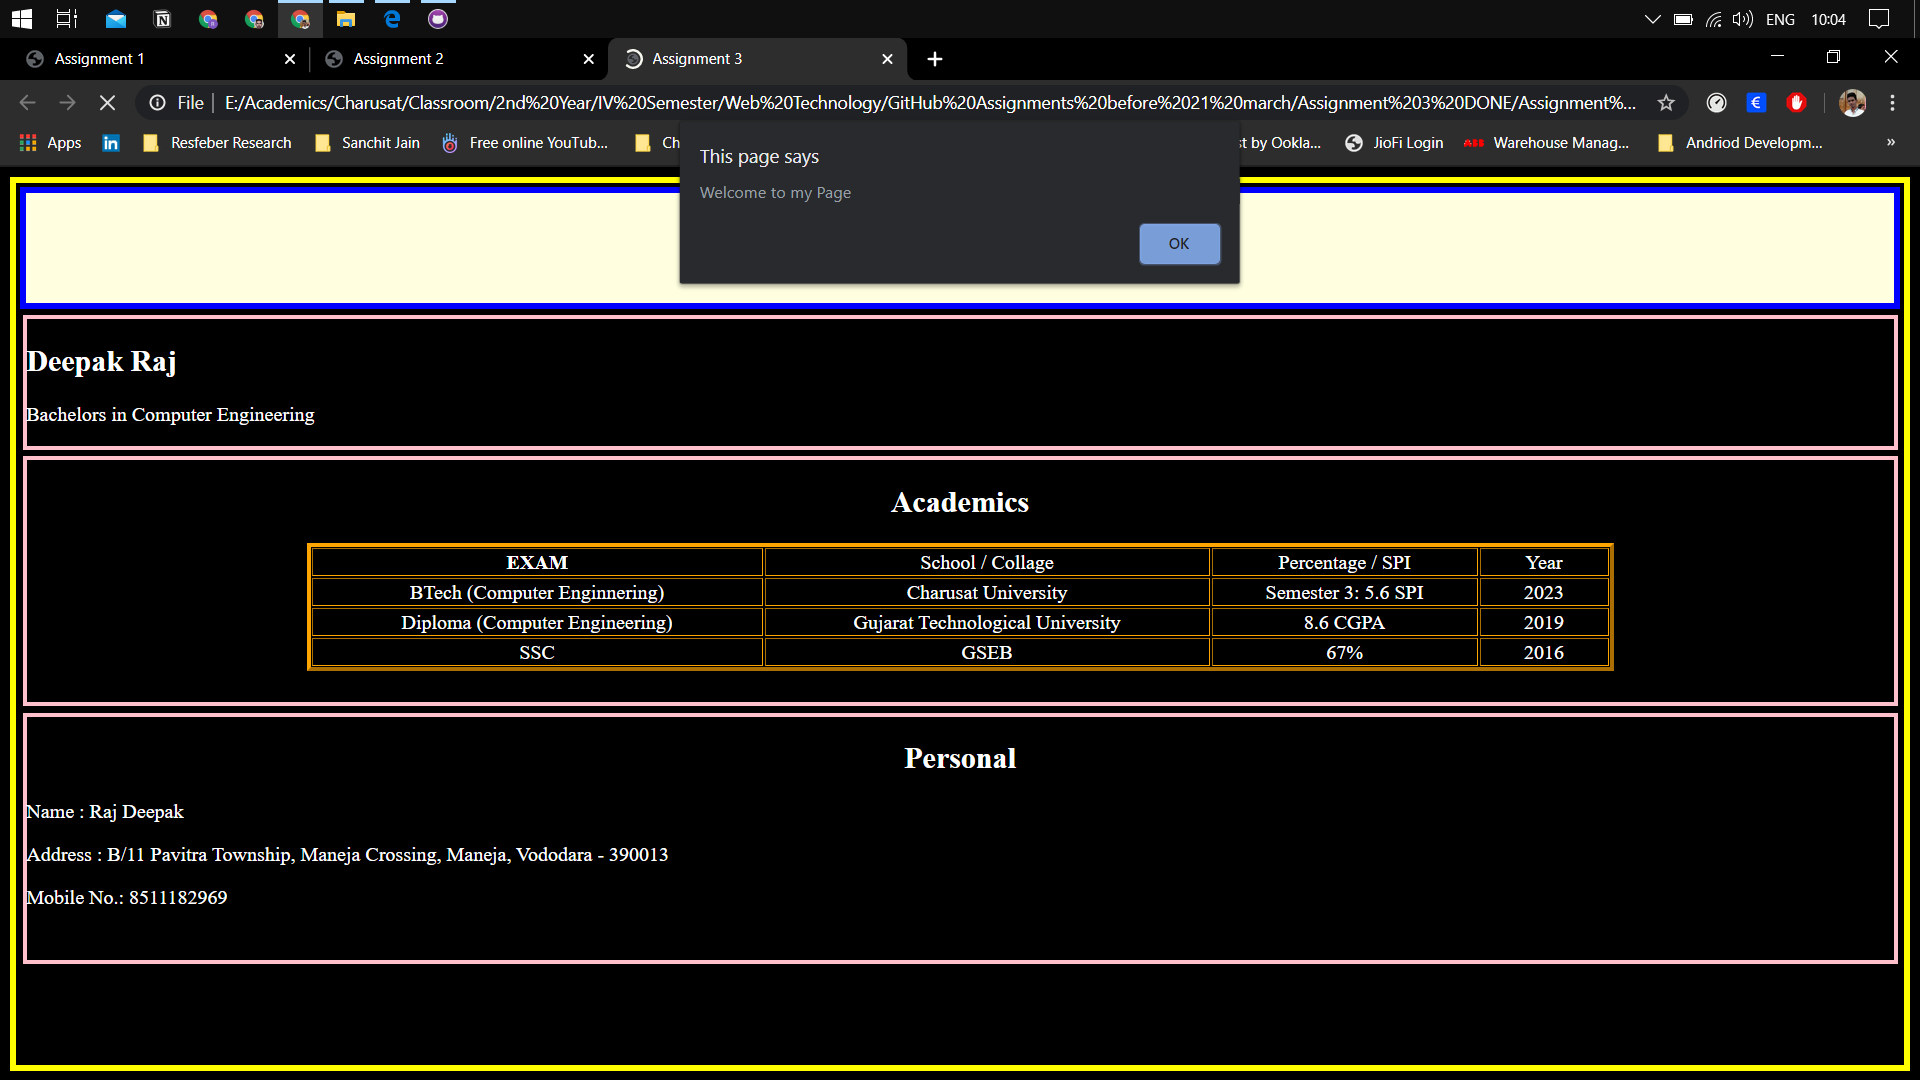 ENG 10:04
Assignment 1 Assignment 2 Assignment 3
File E:/Academics/Charusat/Classroom/2nd%20Year/IV%20Semester/Web%20Technology/GitHub%20Assignments%20before%2021%20march/Assignment%203%20DONE/Assignment%...
Apps Resfeber Research Sanchit Jain Free online YouTub... Ch st by Ookla... JioFi Login Warehouse Manag... Andriod Developm... »
This page says
Welcome to my Page
OK
Deepak Raj
Bachelors in Computer Engineering
Academics
EXAM School / Collage Percentage / SPI Year
BTech (Computer Enginnering) Charusat University Semester 3: 5.6 SPI 2023
Diploma (Computer Engineering) Gujarat Technological University 8.6 CGPA 2019
SSC GSEB 67% 2016
Personal
Name : Raj Deepak
Address : B/11 Pavitra Township, Maneja Crossing, Maneja, Vododara - 390013
Mobile No.: 8511182969